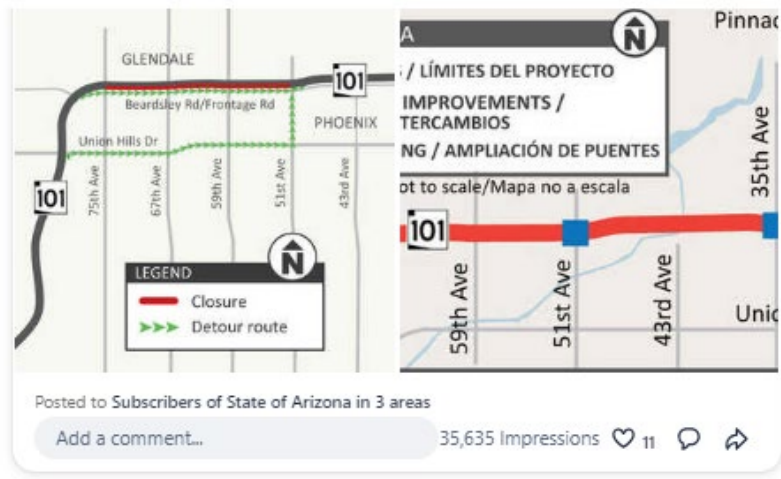 GLENDALE
101
Beardsley Rd/Frontage Rd
PHOENIX
Union Hills Dr
101
75th Ave
67th Ave
59th Ave
51st Ave
43rd Ave
N
LEGEND
Closure
Detour route
A
N
/ LÍMITES DEL PROYECTO
IMPROVEMENTS /
TERCAMBIOS
NG / AMPLIACIÓN DE PUENTES
ot to scale/Mapa no a escala
Pinnac
35th Ave
101
59th Ave
51st Ave
43rd Ave
Unio
Posted to Subscribers of State of Arizona in 3 areas
Add a comment...
35,635 Impressions
11